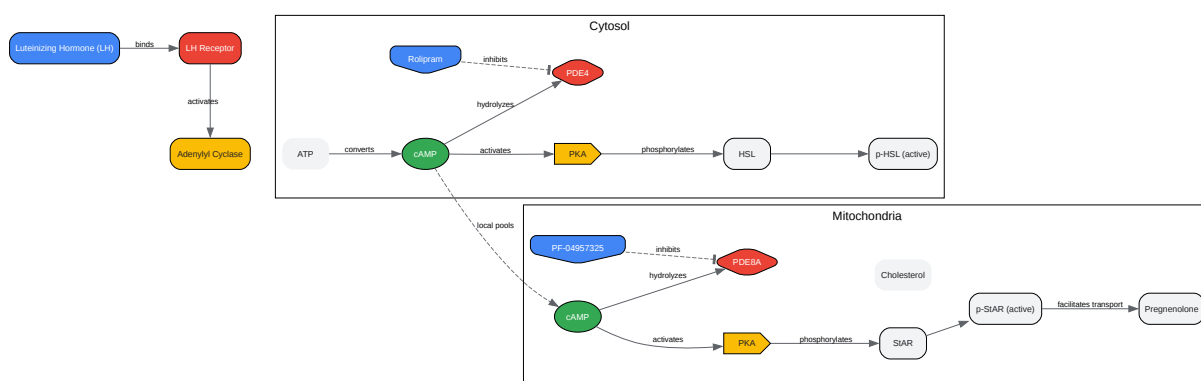 Cytosol
Luteinizing Hormone (LH)
binds
LH Receptor
activates
Adenylyl Cyclase
Rolipram
inhibits
PDE4
hydrolyzes
ATP
converts
cAMP
activates
PKA
phosphorylates
HSL
p-HSL (active)
local pools
Mitochondria
PF-04957325
inhibits
PDE8A
hydrolyzes
Cholesterol
cAMP
activates
PKA
phosphorylates
StAR
p-StAR (active)
facilitates transport
Pregnenolone